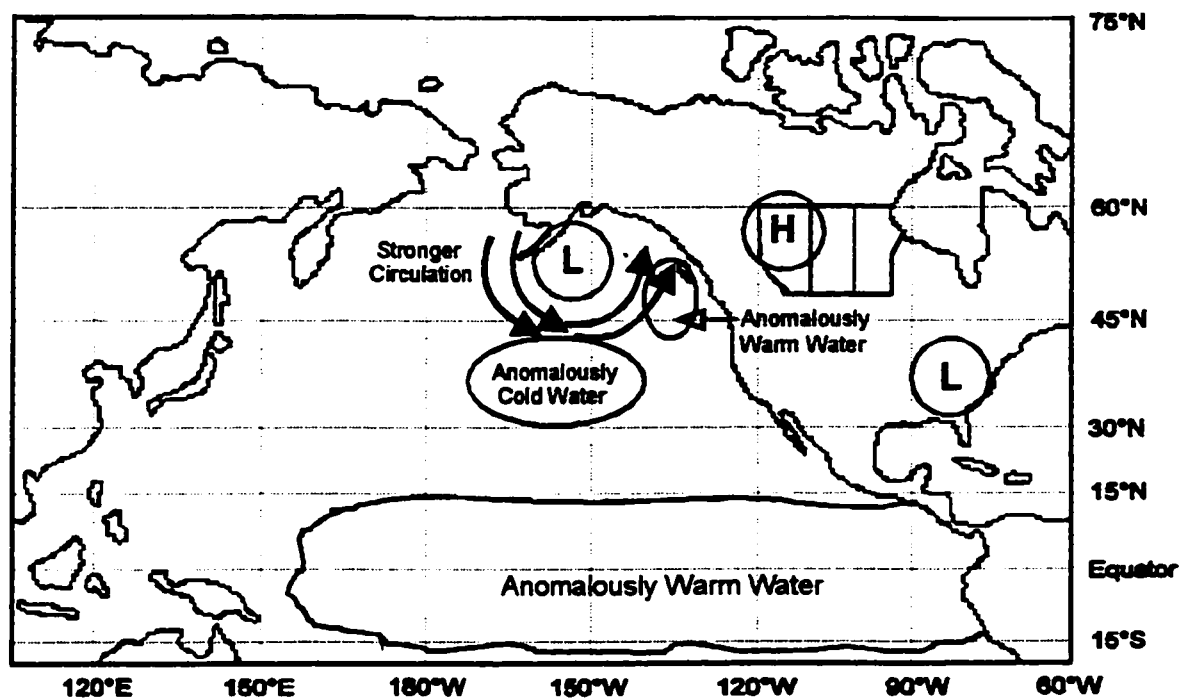 75°N
60°N
H
Stronger
Circulation
L
45°N
Anomalously
Warm Water
L
Anomalously
Cold Water
30°N
15°N
Anomalously Warm Water
Equator
15°S
120°E
150°E
180°W
150°W
120°W
90°W
60°W